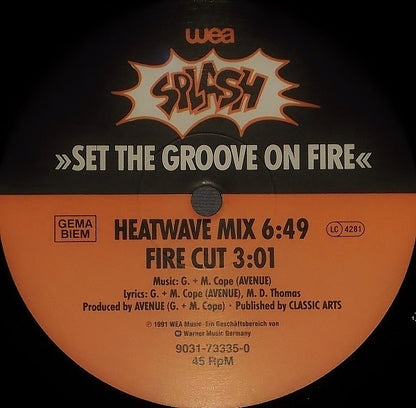 wea
SPLASH
»SET THE GROOVE ON FIRE«
GEMA
BIEM
HEATWAVE MIX 6:49
LC 4281
FIRE CUT 3:01
Music: G. + M. Cope (AVENUE)
Lyrics: G. + M. Cope (AVENUE), M. D. Thomas
Produced by AVENUE (G. + M. Cope) · Published by CLASSIC ARTS
℗ 1991 WEA Music · Ein Geschäftsbereich von
Warner Music Germany
9031-73335-0
45 RpM